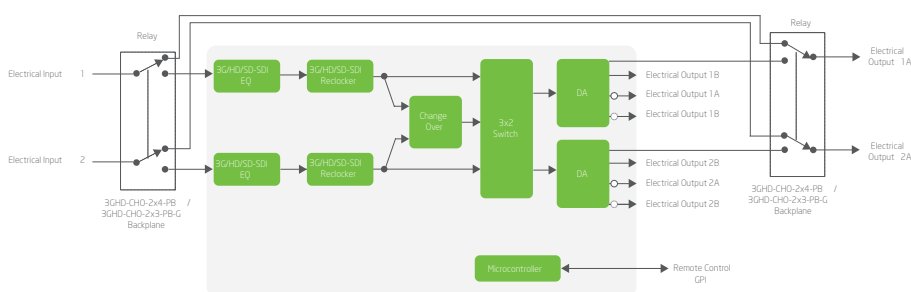 Relay
Relay
Electrical Input 1
3G/HD/SD-SDI
EQ
3G/HD/SD-SDI
Reclocker
Change
Over
3x2
Switch
DA
Electrical Output 1B
Electrical Output 1A
Electrical Output 1B
Electrical
Output 1A
Electrical Input 2
3G/HD/SD-SDI
EQ
3G/HD/SD-SDI
Reclocker
DA
Electrical Output 2B
Electrical Output 2A
Electrical Output 2B
Electrical
Output 2A
3GHD-CHO-2x4-PB /
3GHD-CHO-2x3-PB-G
Backplane
3GHD-CHO-2x4-PB /
3GHD-CHO-2x3-PB-G
Backplane
Microcontroller
Remote Control
GPI